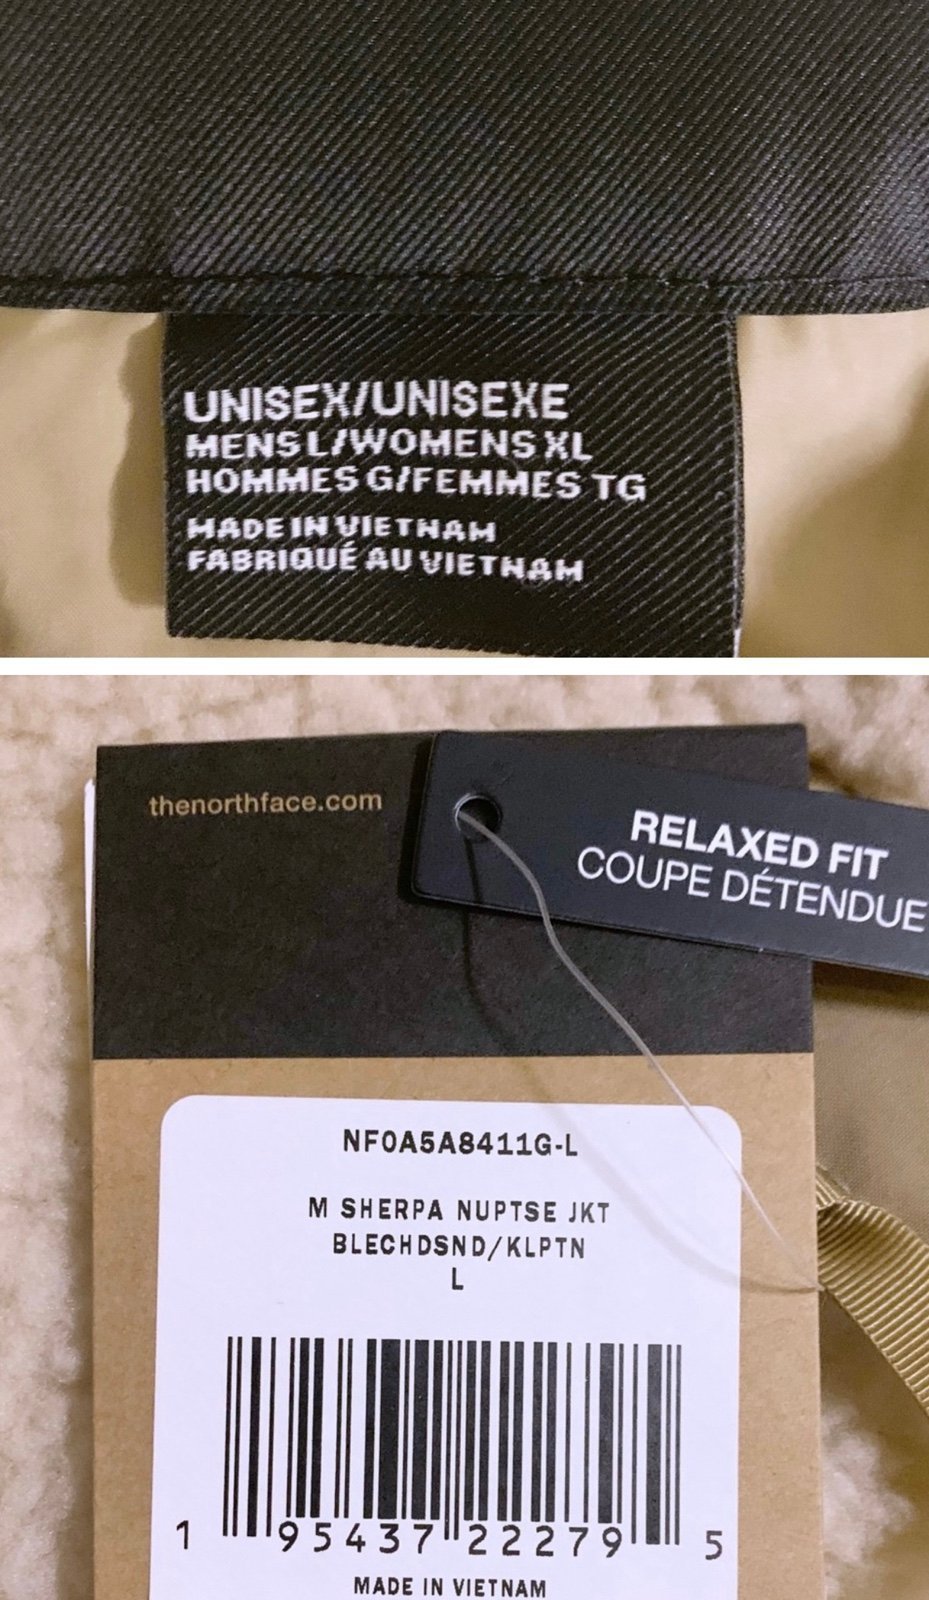 UNISEX/UNISEXE
MENS L/WOMENS XL
HOMMES G/FEMMES TG
MADE IN VIETNAM
FABRIQUÉ AU VIETNAM
thenorthface.com
RELAXED FIT
COUPE DÉTENDUE
NF0A5A8411G-L
M SHERPA NUPTSE JKT
BLECHDSND/KLPTN
L
1 95437 22279 5
MADE IN VIETNAM